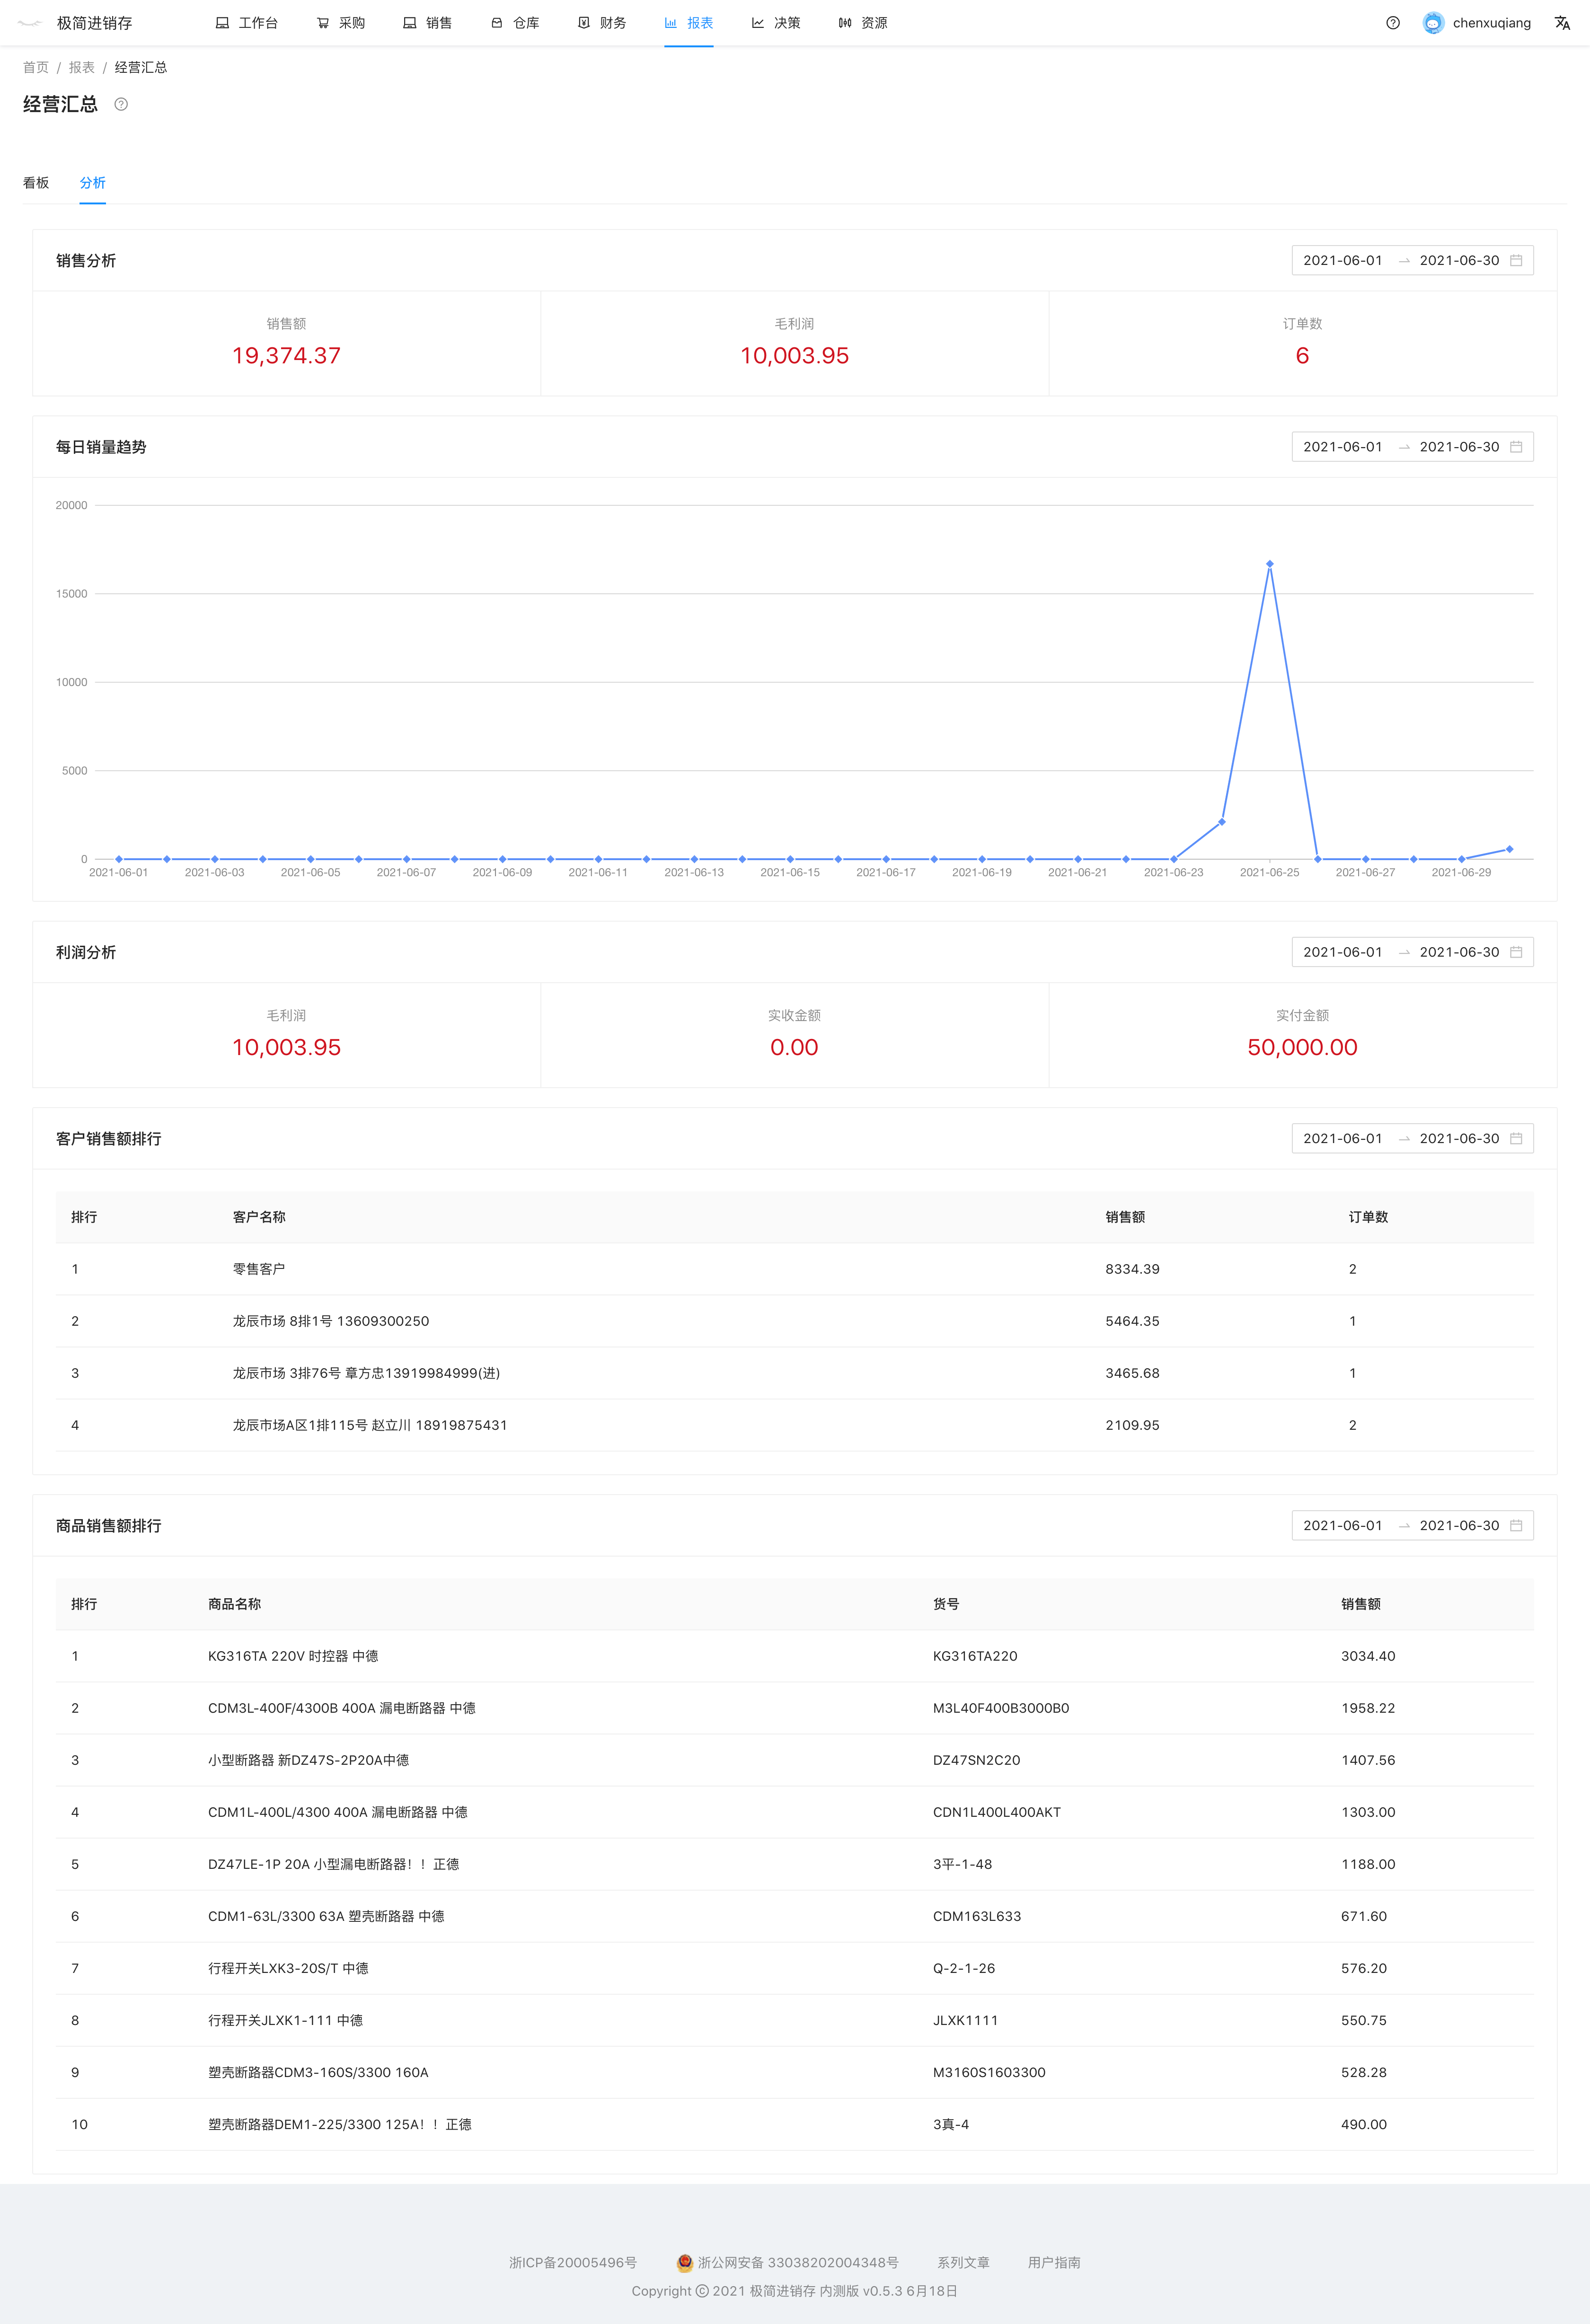 极简进销存 工作台 采购 销售 仓库 财务 报表 决策 资源 chenxuqiang
首页 / 报表 / 经营汇总
经营汇总
看板 分析
销售分析 2021-06-01 → 2021-06-30
销售额 毛利润 订单数
19,374.37 10,003.95 6
每日销量趋势 2021-06-01 → 2021-06-30
20000
15000
10000
5000
0
2021-06-01 2021-06-03 2021-06-05 2021-06-07 2021-06-09 2021-06-11 2021-06-13 2021-06-15 2021-06-17 2021-06-19 2021-06-21 2021-06-23 2021-06-25 2021-06-27 2021-06-29
利润分析 2021-06-01 → 2021-06-30
毛利润 实收金额 实付金额
10,003.95 0.00 50,000.00
客户销售额排行 2021-06-01 → 2021-06-30
排行 客户名称 销售额 订单数
1 零售客户 8334.39 2
2 龙辰市场 8排1号 13609300250 5464.35 1
3 龙辰市场 3排76号 章方忠13919984999(进) 3465.68 1
4 龙辰市场A区1排115号 赵立川 18919875431 2109.95 2
商品销售额排行 2021-06-01 → 2021-06-30
排行 商品名称 货号 销售额
1 KG316TA 220V 时控器 中德 KG316TA220 3034.40
2 CDM3L-400F/4300B 400A 漏电断路器 中德 M3L40F400B3000B0 1958.22
3 小型断路器 新DZ47S-2P20A中德 DZ47SN2C20 1407.56
4 CDM1L-400L/4300 400A 漏电断路器 中德 CDN1L400L400AKT 1303.00
5 DZ47LE-1P 20A 小型漏电断路器！！正德 3平-1-48 1188.00
6 CDM1-63L/3300 63A 塑壳断路器 中德 CDM163L633 671.60
7 行程开关LXK3-20S/T 中德 Q-2-1-26 576.20
8 行程开关JLXK1-111 中德 JLXK1111 550.75
9 塑壳断路器CDM3-160S/3300 160A M3160S1603300 528.28
10 塑壳断路器DEM1-225/3300 125A！！正德 3真-4 490.00
浙ICP备20005496号 浙公网安备 33038202004348号 系列文章 用户指南
Copyright © 2021 极简进销存 内测版 v0.5.3 6月18日